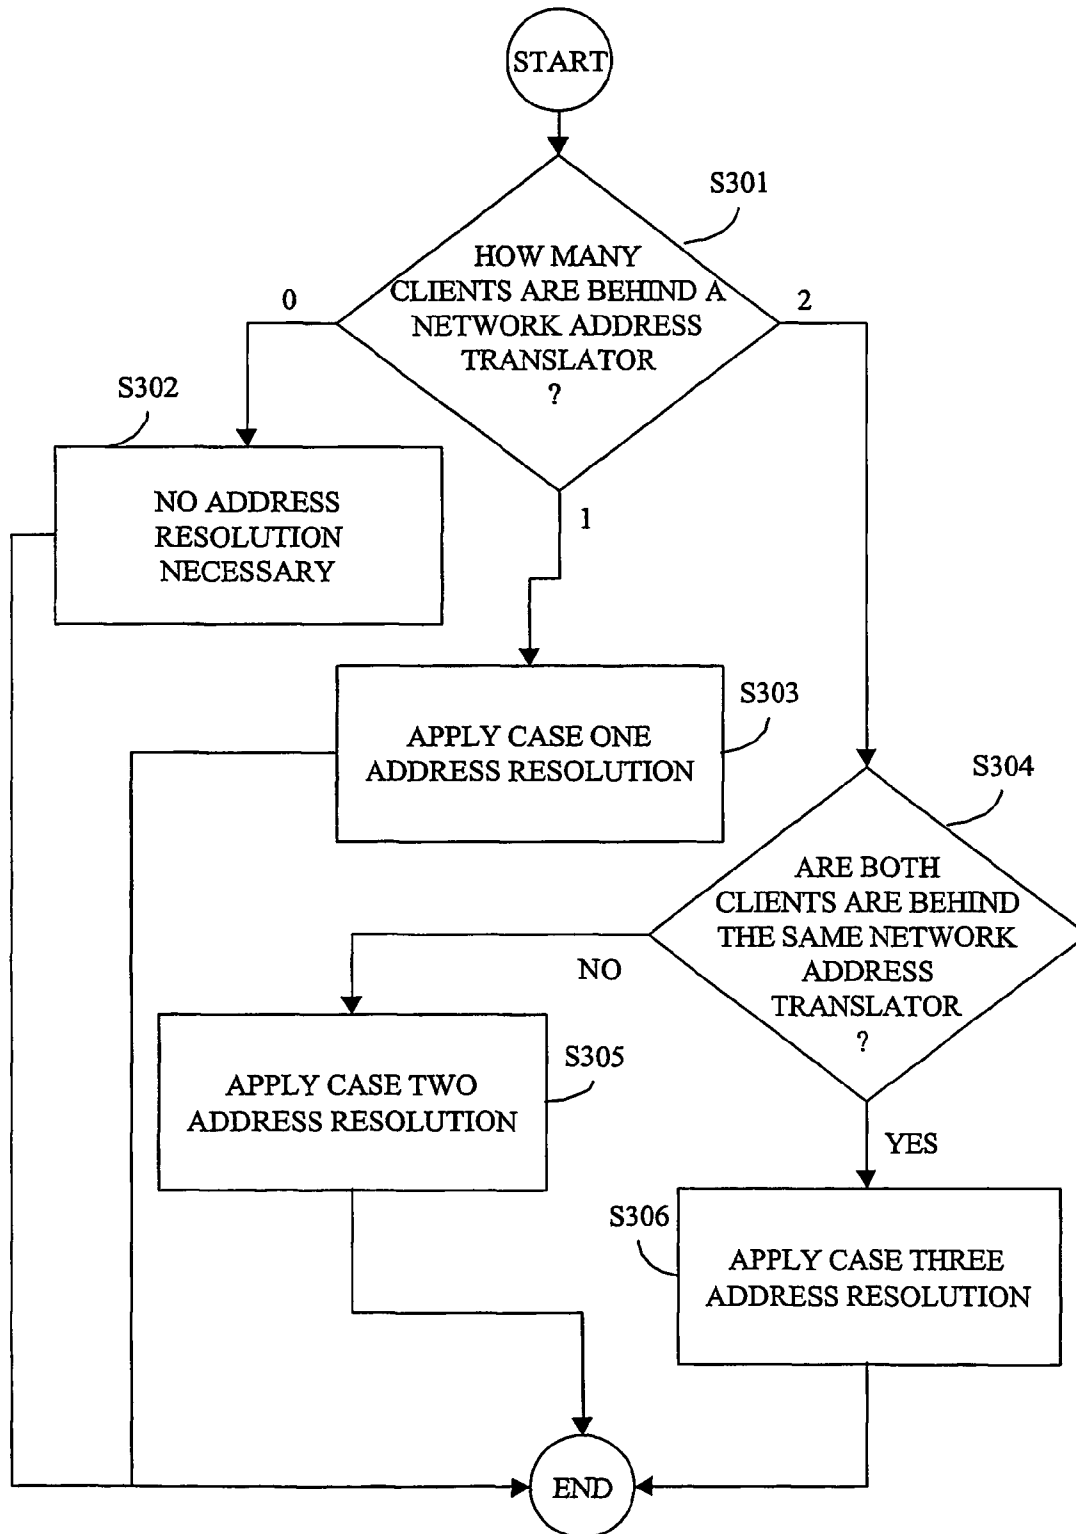 START
S301
HOW MANY
CLIENTS ARE BEHIND A
NETWORK ADDRESS
TRANSLATOR
?
0
2
1
S302
NO ADDRESS
RESOLUTION
NECESSARY
S303
APPLY CASE ONE
ADDRESS RESOLUTION
S304
ARE BOTH
CLIENTS ARE BEHIND
THE SAME NETWORK
ADDRESS
TRANSLATOR
?
NO
YES
S305
APPLY CASE TWO
ADDRESS RESOLUTION
S306
APPLY CASE THREE
ADDRESS RESOLUTION
END